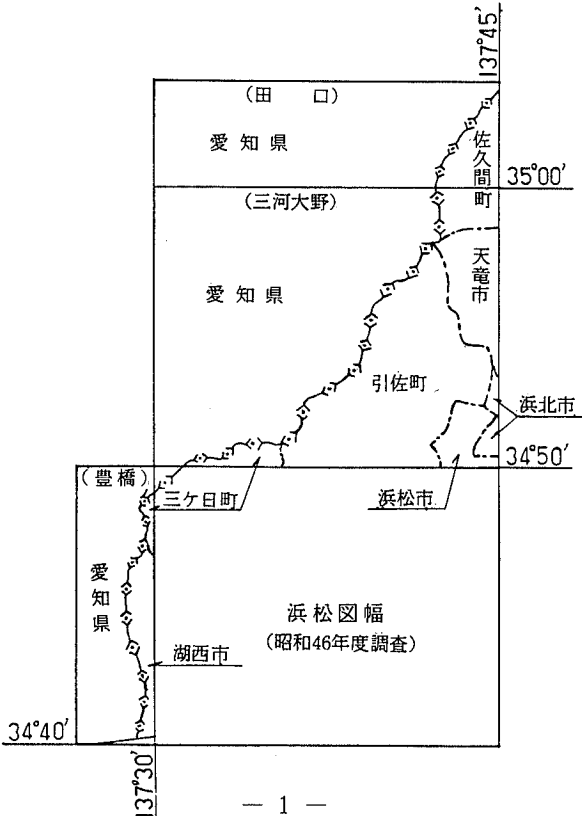 137°45′
(田　口)
愛知県
佐久間町
35°00′
(三河大野)
天竜市
愛知県
引佐町
浜北市
34°50′
(豊橋)
三ケ日町
浜松市
愛知県
浜松図幅
(昭和46年度調査)
湖西市
34°40′
137°30′
— 1 —